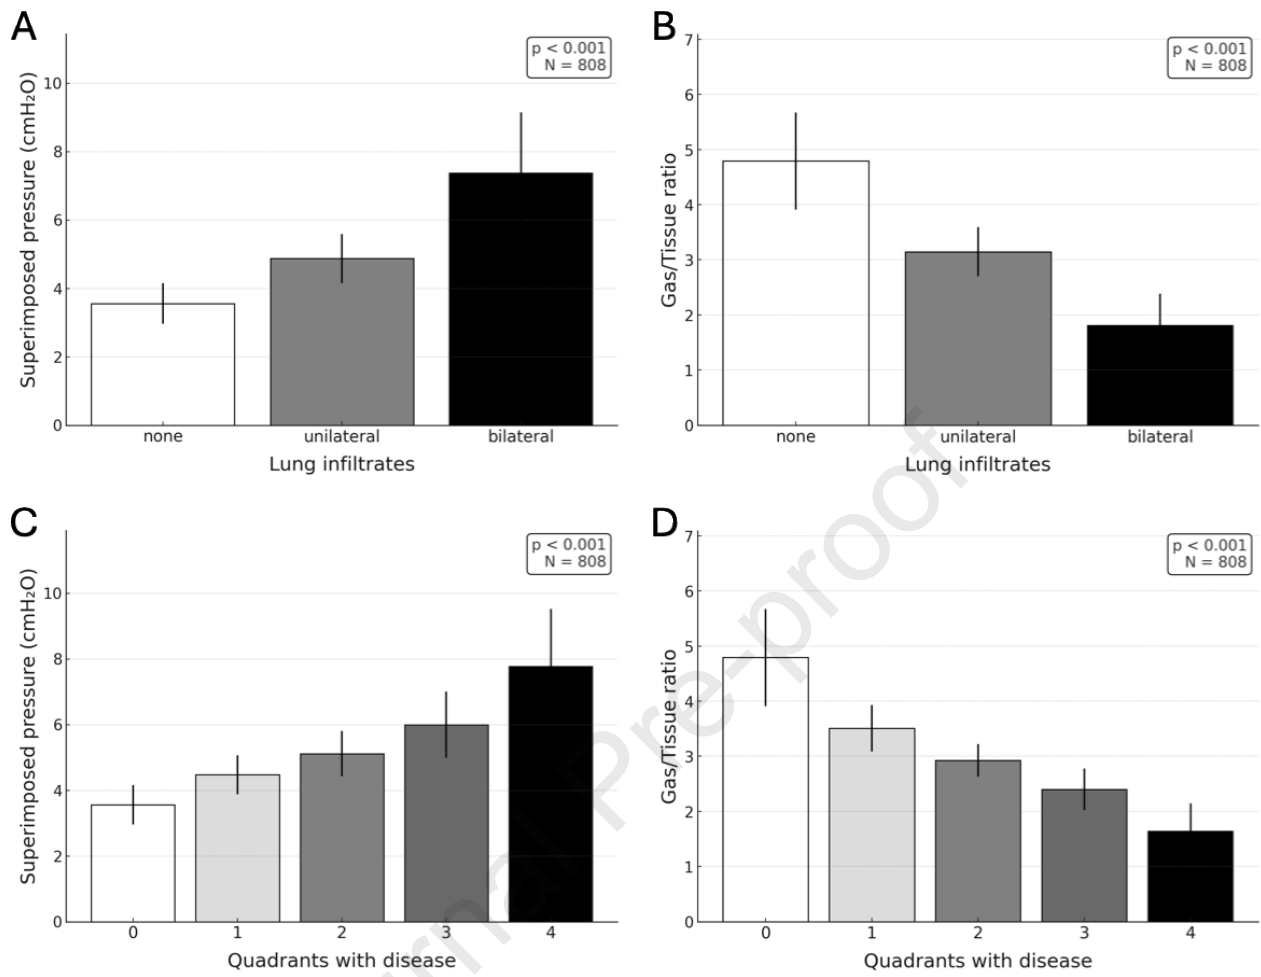 A
p < 0.001
N = 808
Superimposed pressure (cmH₂O)
10
8
6
4
2
0
none unilateral bilateral
Lung infiltrates
B
p < 0.001
N = 808
Gas/Tissue ratio
7
6
5
4
3
2
1
0
none unilateral bilateral
Lung infiltrates
C
p < 0.001
N = 808
Superimposed pressure (cmH₂O)
10
8
6
4
2
0
0 1 2 3 4
Quadrants with disease
D
p < 0.001
N = 808
Gas/Tissue ratio
7
6
5
4
3
2
1
0
0 1 2 3 4
Quadrants with disease
rnal Pre-proof